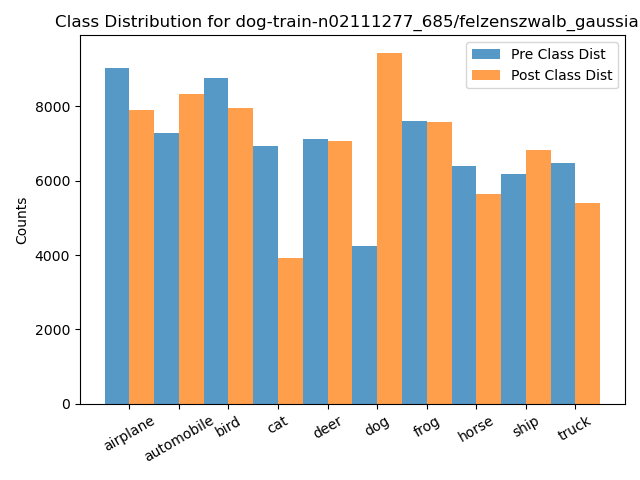 Class Distribution for dog-train-n02111277_685/felzenszwalb_gaussia
Pre Class Dist
Post Class Dist
Counts
8000
6000
4000
2000
0
airplane
automobile
bird
cat
deer
dog
frog
horse
ship
truck